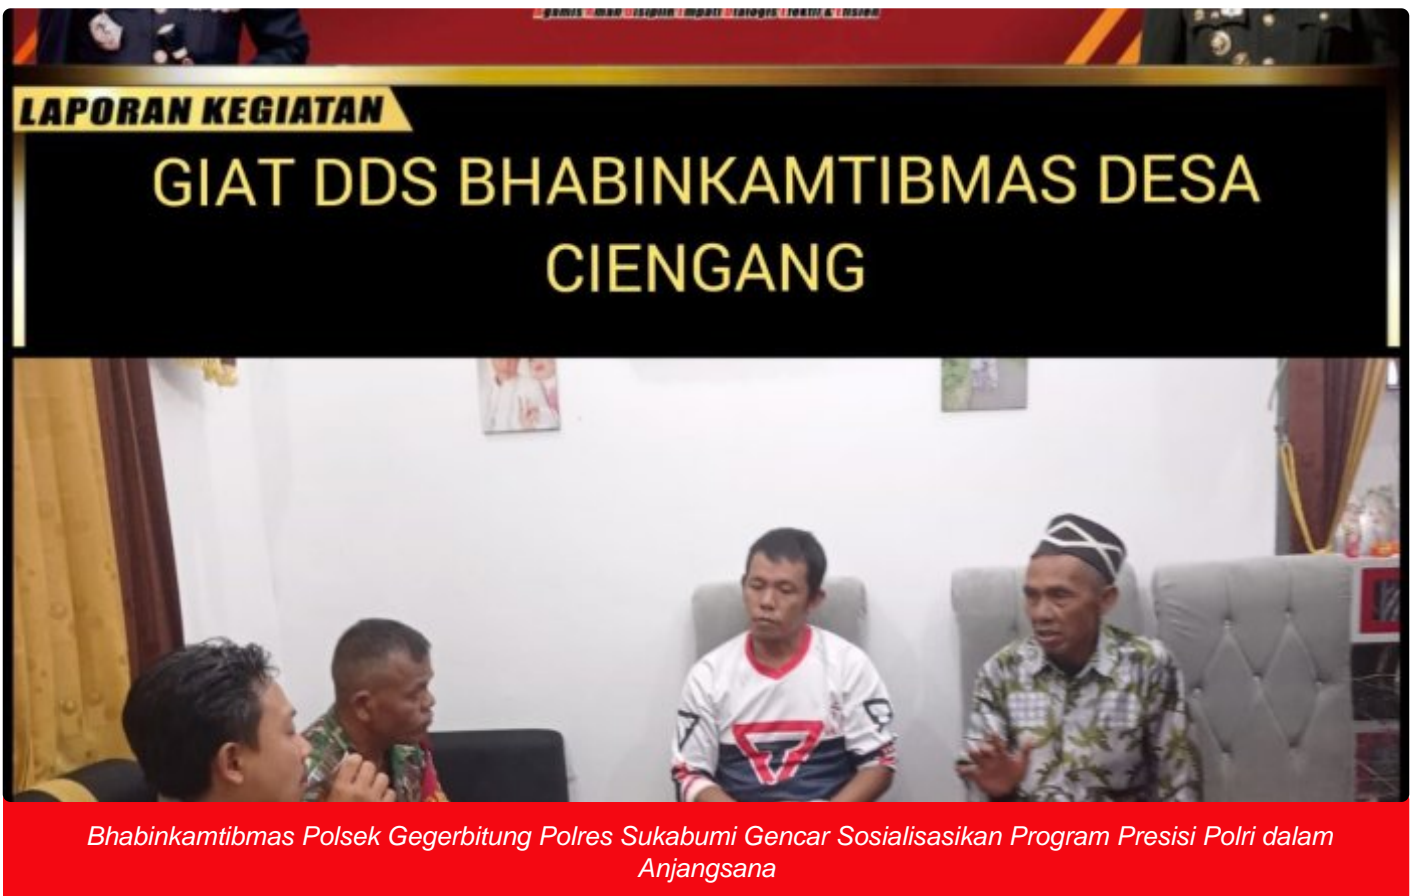 LAPORAN KEGIATAN
GIAT DDS BHABINKAMTIBMAS DESA
CIENGANG
Bhabinkamtibmas Polsek Gegerbitung Polres Sukabumi Gencar Sosialisasikan Program Presisi Polri dalam
Anjangsana